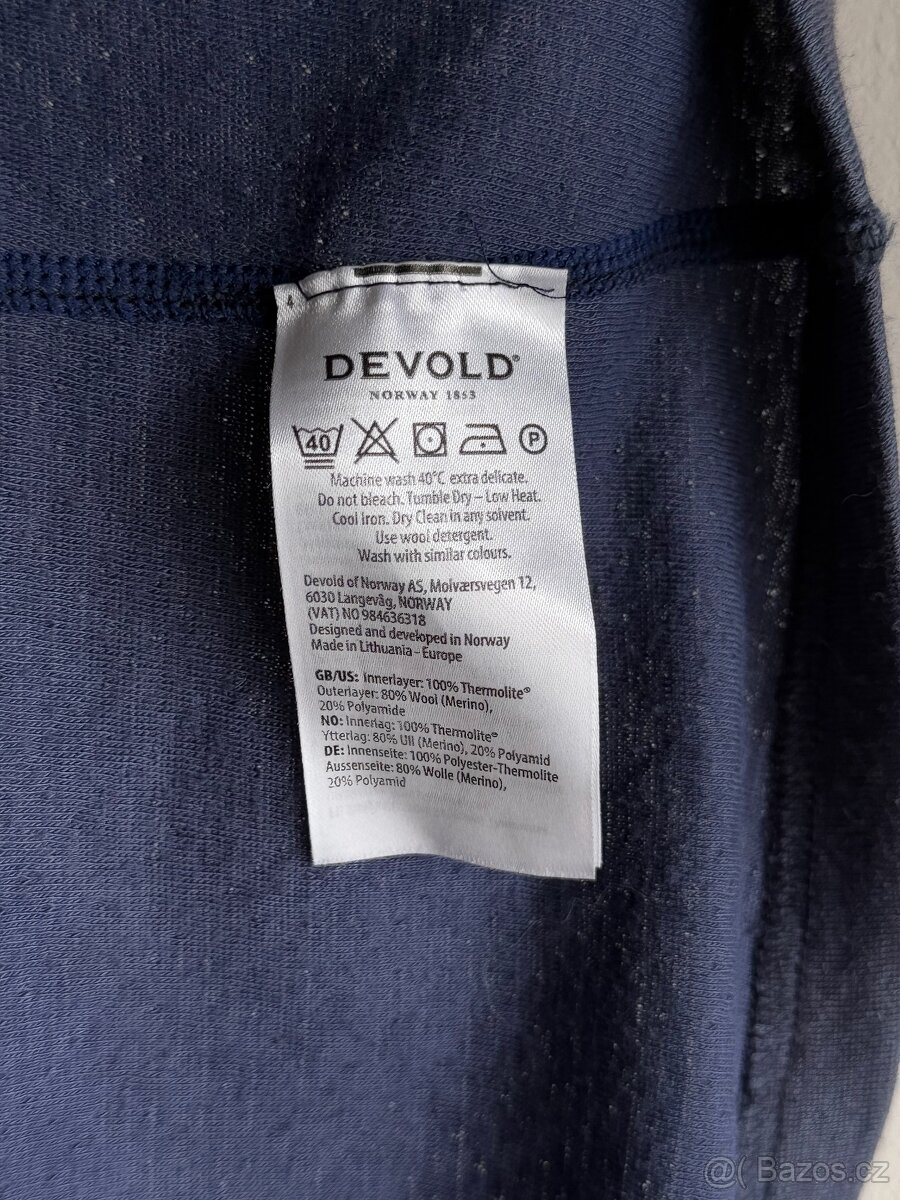 DEVOLD®
NORWAY 1853
40 P
Machine wash 40°C extra delicate.
Do not bleach. Tumble Dry – Low Heat.
Cool iron. Dry Clean in any solvent.
Use wool detergent.
Wash with similar colours.
Devold of Norway AS, Molværsvegen 12,
6030 Langevåg, NORWAY
(VAT) NO 984636318
Designed and developed in Norway
Made in Lithuania - Europe
GB/US: Innerlayer: 100% Thermolite®
Outerlayer: 80% Wool (Merino),
20% Polyamide
NO: Innerlag: 100% Thermolite®
Ytterlag: 80% Ull (Merino), 20% Polyamid
DE: Innenseite: 100% Polyester-Thermolite
Aussenseite: 80% Wolle (Merino),
20% Polyamid
@( Bazos.cz